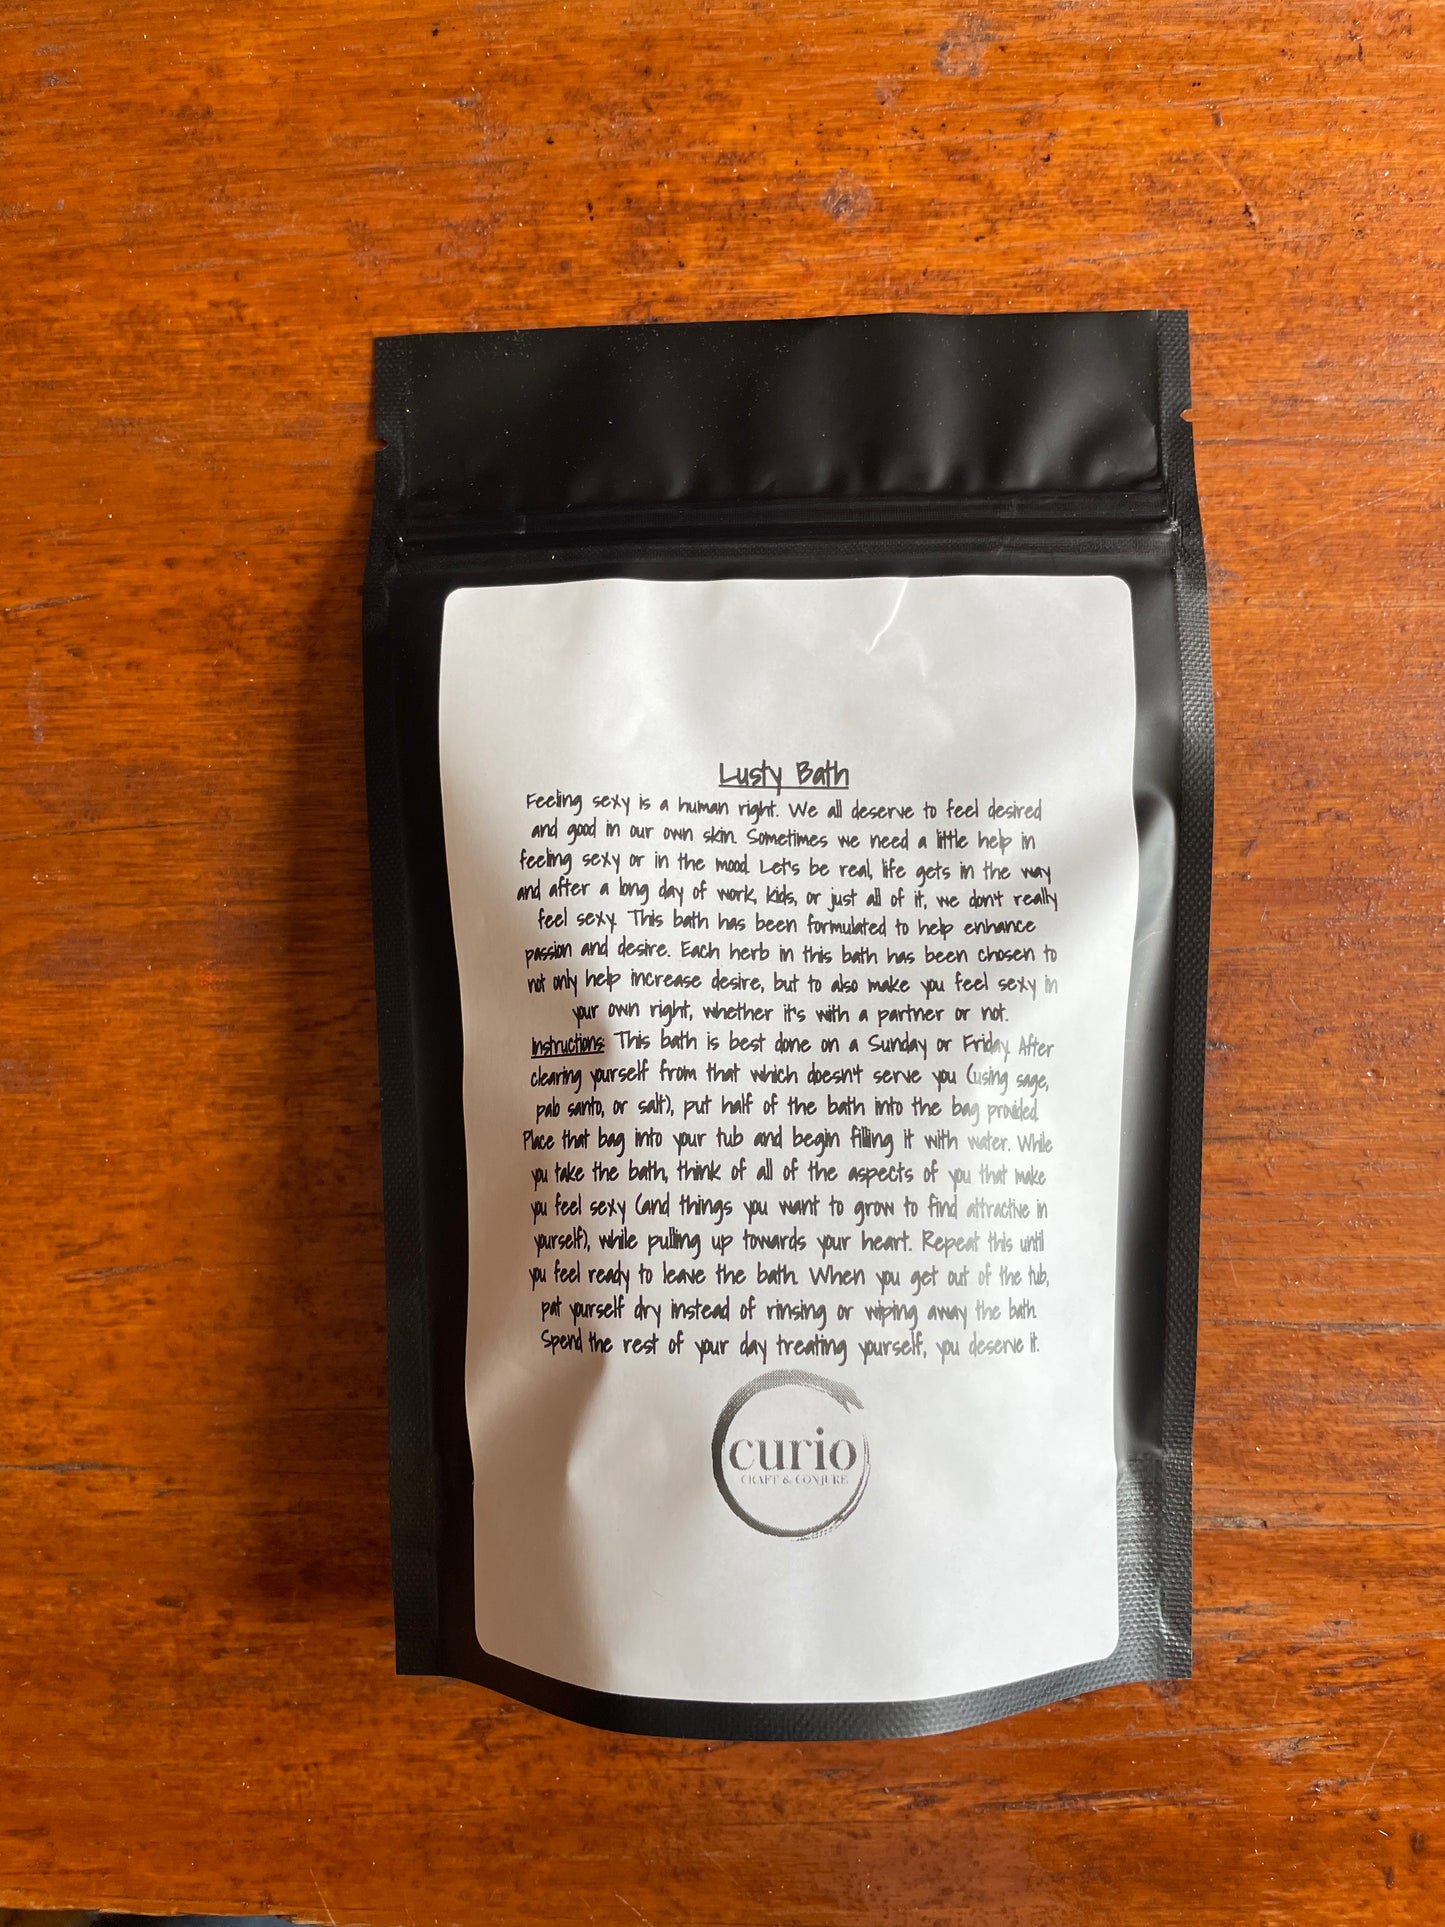 Lusty Bath
Feeling sexy is a human right. We all deserve to feel desired
and good in our own skin. Sometimes we need a little help in
feeling sexy or in the mood. Let's be real, life gets in the way
and after a long day of work, kids, or just all of it, we don't really
feel sexy. This bath has been formulated to help enhance
passion and desire. Each herb in this bath has been chosen to
not only help increase desire, but to also make you feel sexy in
your own right, whether it's with a partner or not.
Instructions: This bath is best done on a Sunday or Friday. After
clearing yourself from that which doesn't serve you (using sage,
palo santo, or salt), put half of the bath into the bag provided.
Place that bag into your tub and begin filling it with water. While
you take the bath, think of all of the aspects of you that make
you feel sexy (and things you want to grow to find attractive in
yourself), while pulling up towards your heart. Repeat this until
you feel ready to leave the bath. When you get out of the tub,
pat yourself dry instead of rinsing or wiping away the bath.
Spend the rest of your day treating yourself, you deserve it.
curio
CRAFT & CONJURE